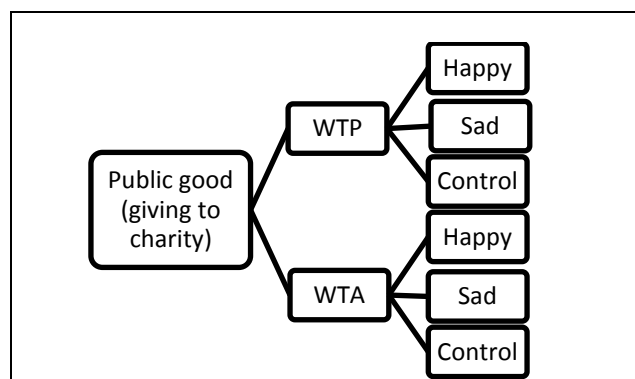 Public good
(giving to
charity)
WTP
Happy
Sad
Control
WTA
Happy
Sad
Control